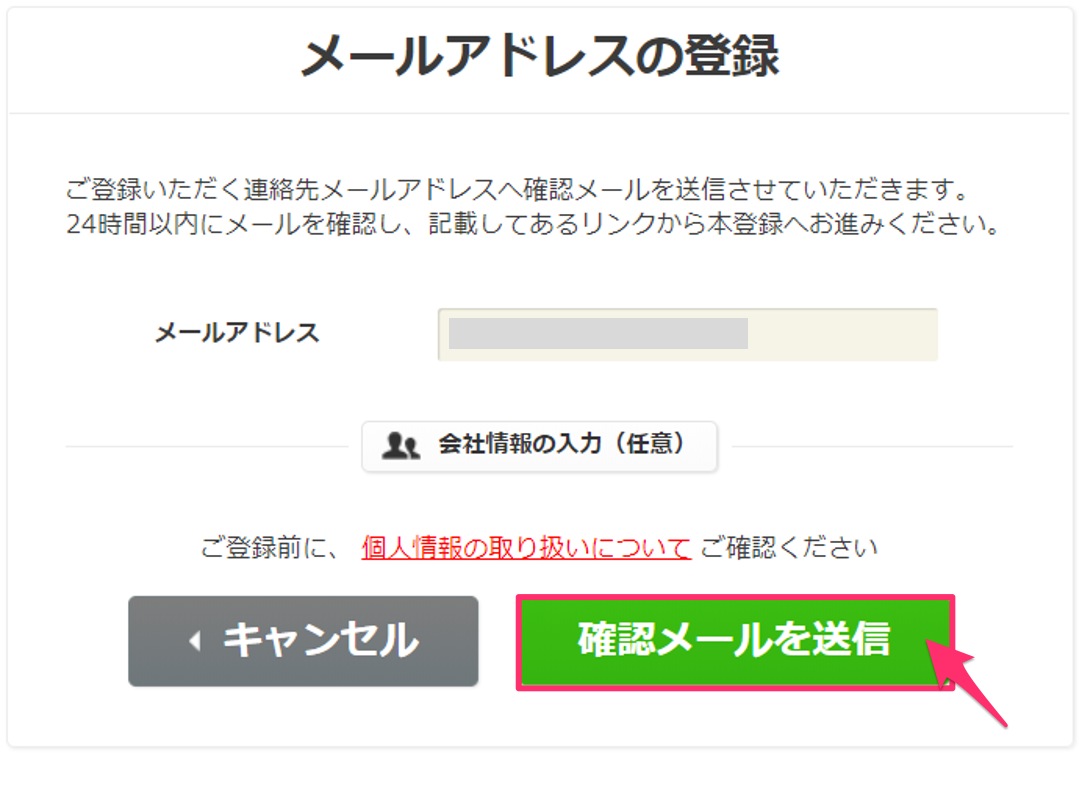 メールアドレスの登録
ご登録いただく連絡先メールアドレスへ確認メールを送信させていただきます。
24時間以内にメールを確認し、記載してあるリンクから本登録へお進みください。
メールアドレス
会社情報の入力（任意）
ご登録前に、 個人情報の取り扱いについて ご確認ください
キャンセル
確認メールを送信